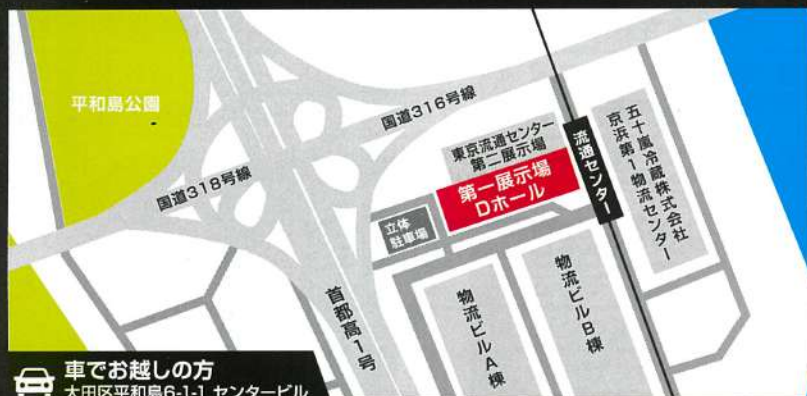 平和島公園
国道316号線
国道318号線
東京流通センター
第二展示場
第一展示場
Dホール
流通センター
五十嵐冷蔵株式会社
京浜第1物流センター
立体
駐車場
首都高1号
物流ビルA棟
物流ビルB棟
車でお越しの方
大田区平和島6-1-1 センタービル